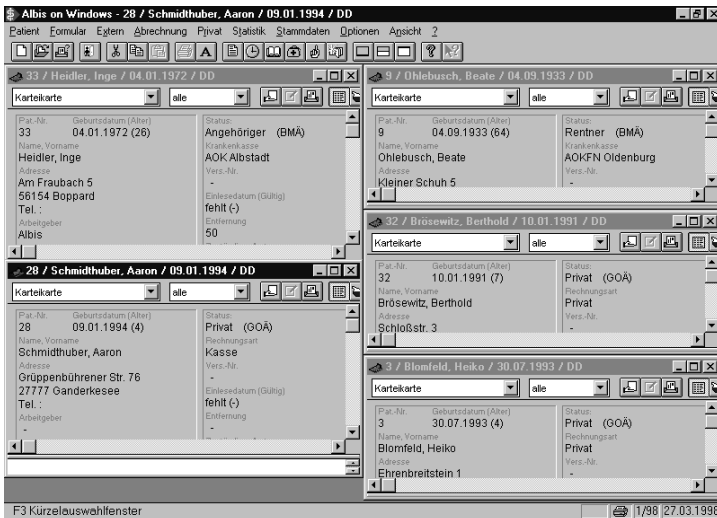 Albis on Windows - 28 / Schmidthuber, Aaron / 09.01.1994 / DD
Patient Formular Extern Abrechnung Privat Statistik Stammdaten Optionen Ansicht ?
33 / Heidler, Inge / 04.01.1972 / DD
Karteikarte alle
Pat.-Nr. Geburtsdatum (Alter) Status:
33 04.01.1972 (26) Angehöriger (BMÄ)
Name, Vorname Krankenkasse
Heidler, Inge AOK Albstadt
Adresse Vers.-Nr.
Am Fraubach 5 -
56154 Boppard Einlesedatum (Gültig)
Tel. : fehlt (-)
Arbeitgeber Entfernung
Albis 50
28 / Schmidthuber, Aaron / 09.01.1994 / DD
Karteikarte alle
Pat.-Nr. Geburtsdatum (Alter) Status:
28 09.01.1994 (4) Privat (GOÄ)
Name, Vorname Rechnungsart
Schmidthuber, Aaron Kasse
Adresse Vers.-Nr.
Grüppenbührener Str. 76 -
27777 Ganderkesee Einlesedatum (Gültig)
Tel. : fehlt (-)
Arbeitgeber Entfernung
- -
9 / Ohlebusch, Beate / 04.09.1933 / DD
Karteikarte alle
Pat.-Nr. Geburtsdatum (Alter) Status:
9 04.09.1933 (64) Rentner (BMÄ)
Name, Vorname Krankenkasse
Ohlebusch, Beate AOKFN Oldenburg
Adresse Vers.-Nr.
Kleiner Schuh 5 -
32 / Brösewitz, Berthold / 10.01.1991 / DD
Karteikarte alle
Pat.-Nr. Geburtsdatum (Alter) Status:
32 10.01.1991 (7) Privat (GOÄ)
Name, Vorname Rechnungsart
Brösewitz, Berthold Privat
Adresse Vers.-Nr.
Schloßstr. 3 -
3 / Blomfeld, Heiko / 30.07.1993 / DD
Karteikarte alle
Pat.-Nr. Geburtsdatum (Alter) Status:
3 30.07.1993 (4) Privat (GOÄ)
Name, Vorname Rechnungsart
Blomfeld, Heiko Privat
Adresse Vers.-Nr.
Ehrenbreitstein 1 -
F3 Kürzelauswahlfenster 1/98 27.03.1998